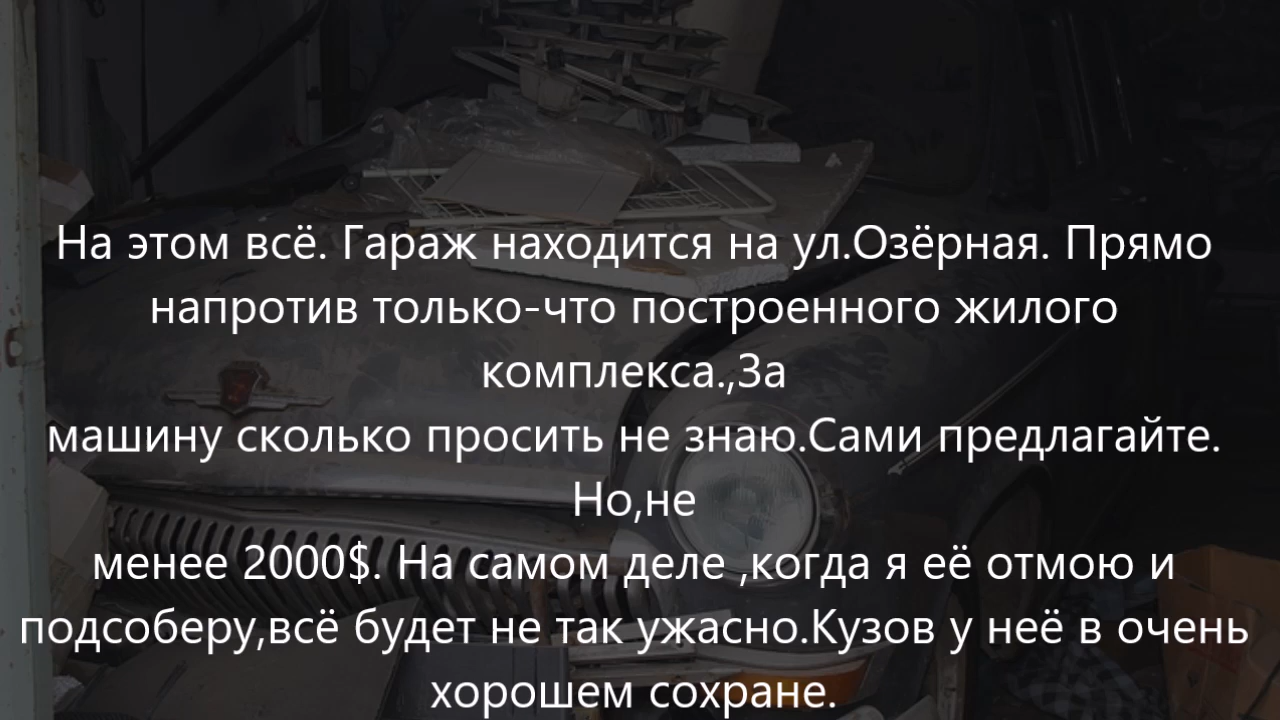 На этом всё. Гараж находится на ул.Озёрная. Прямо
напротив только-что построенного жилого
комплекса.,За
машину сколько просить не знаю.Сами предлагайте.
Но,не
менее 2000$. На самом деле ,когда я её отмою и
подсоберу,всё будет не так ужасно.Кузов у неё в очень
хорошем сохране.